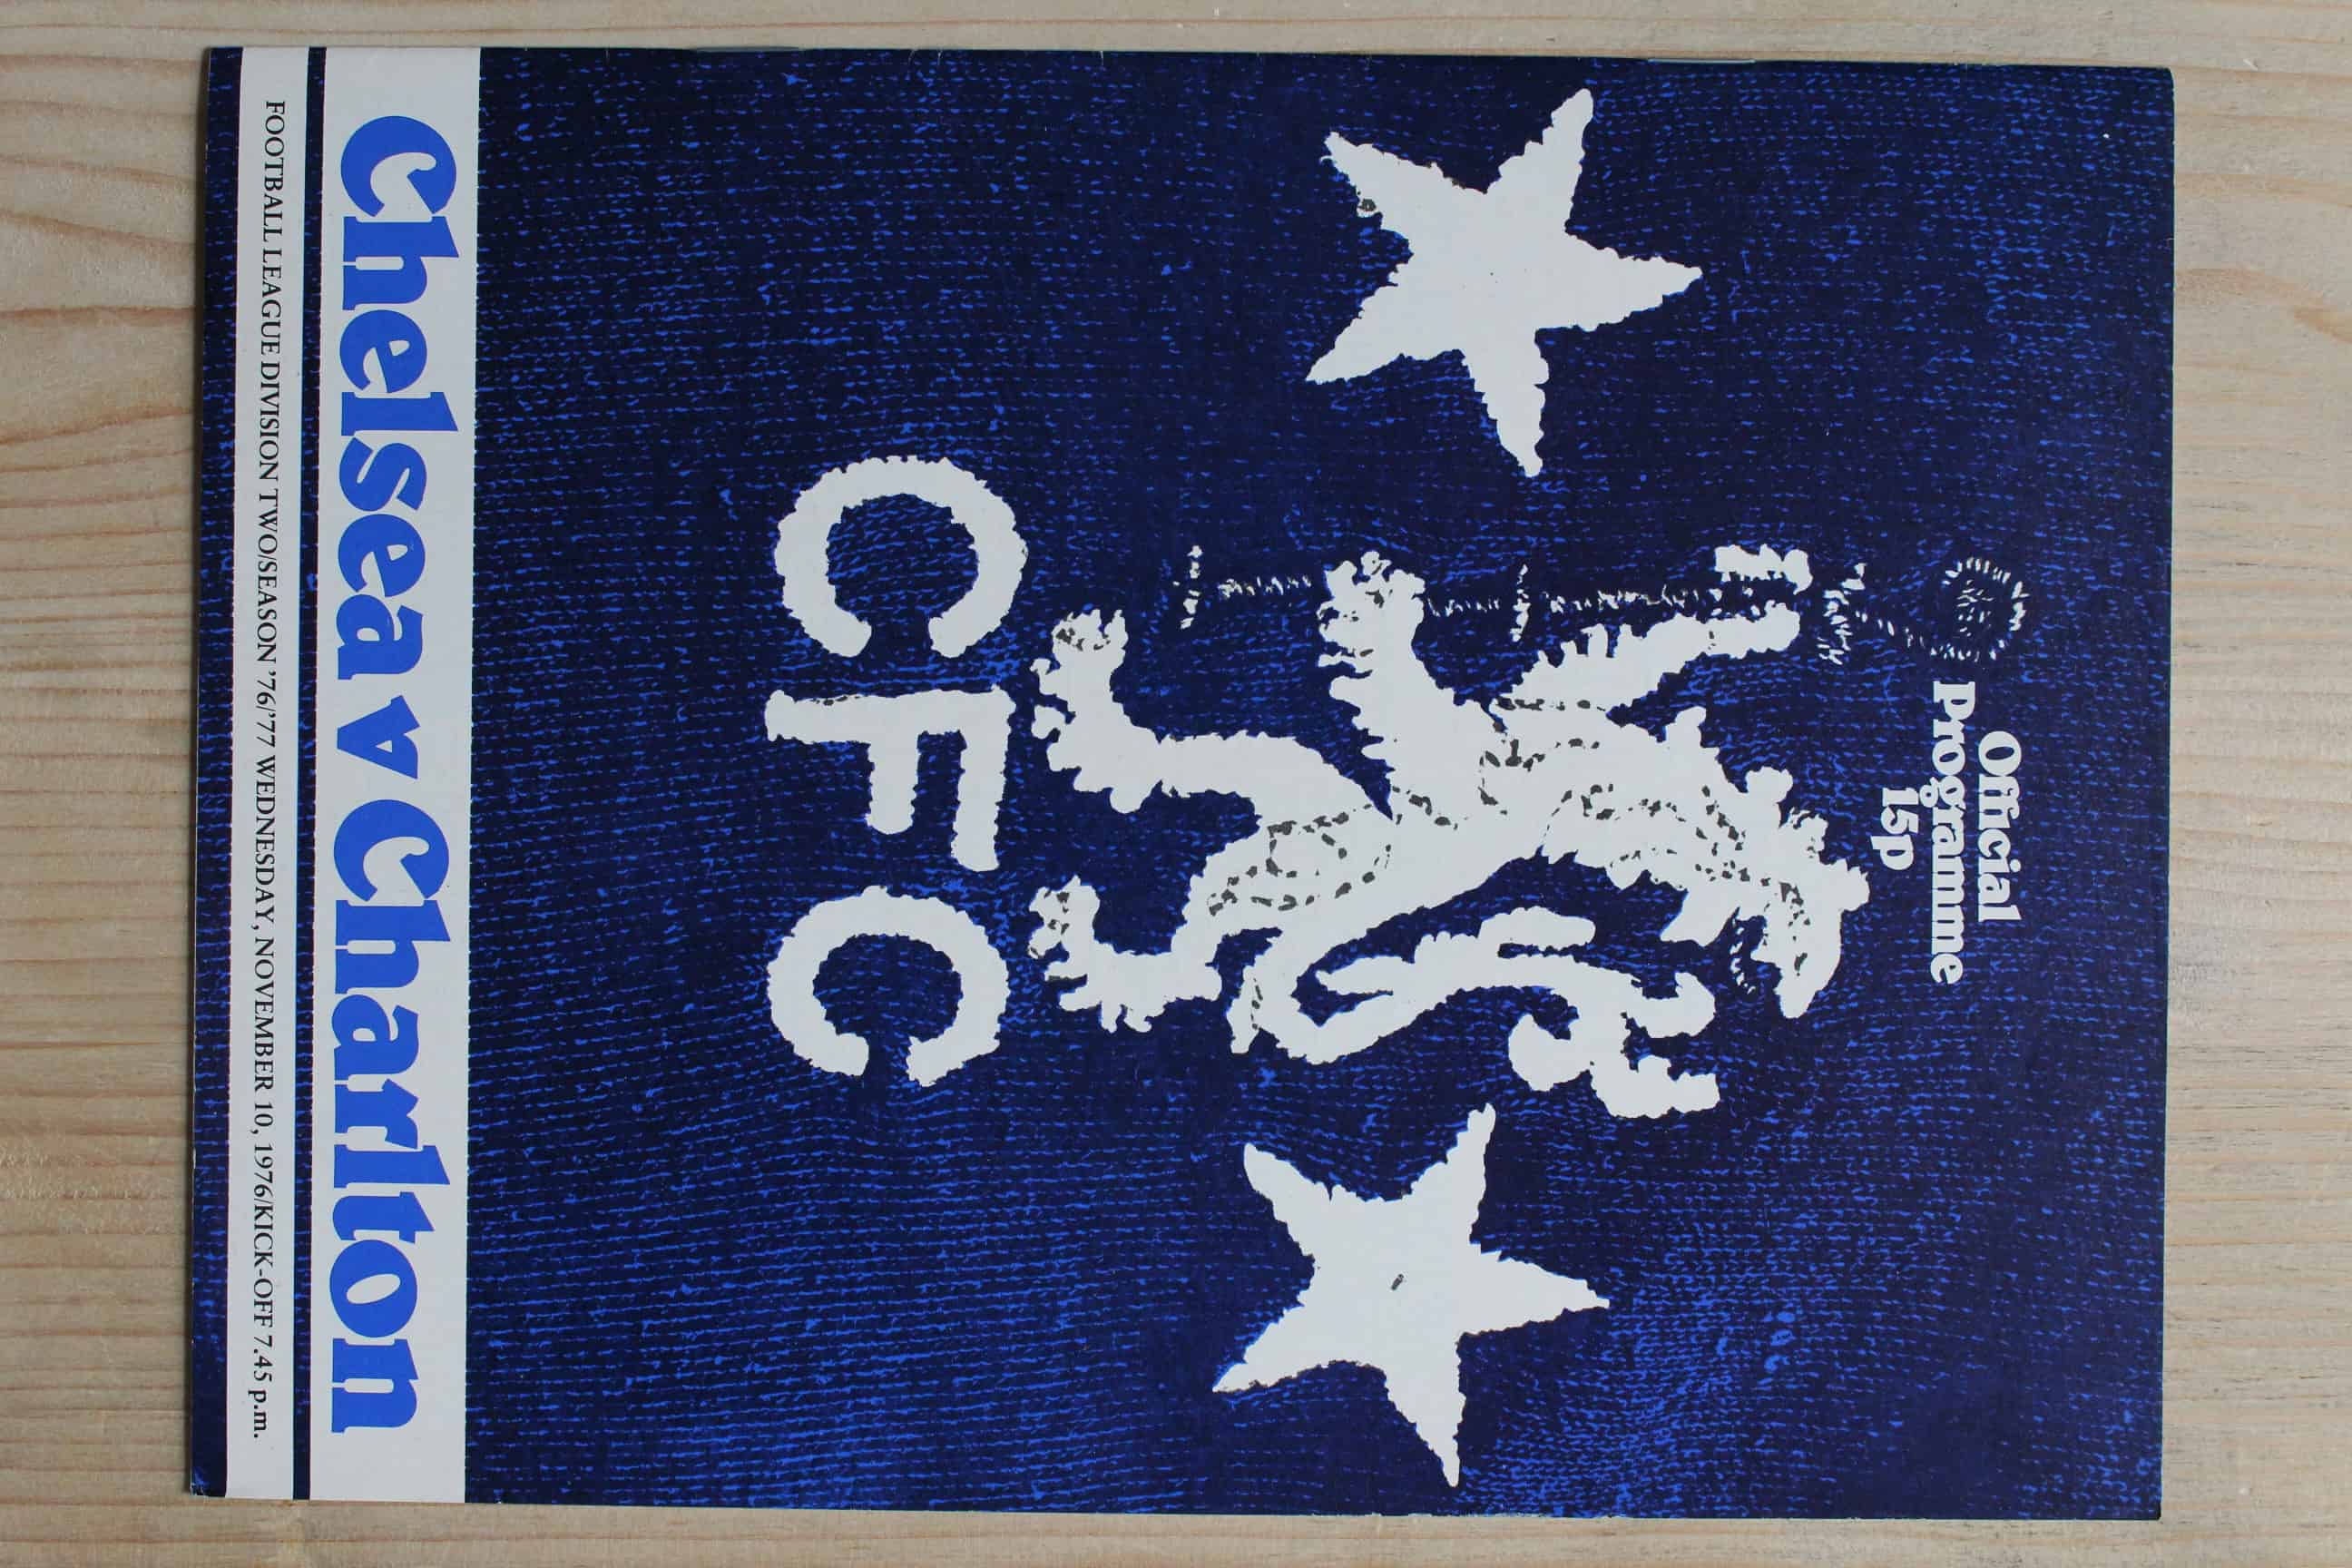 Official
Programme
15p
CFC
Chelsea v Charlton
FOOTBALL LEAGUE DIVISION TWO/SEASON ’76/’77 WEDNESDAY, NOVEMBER 10, 1976/KICK-OFF 7.45 p.m.